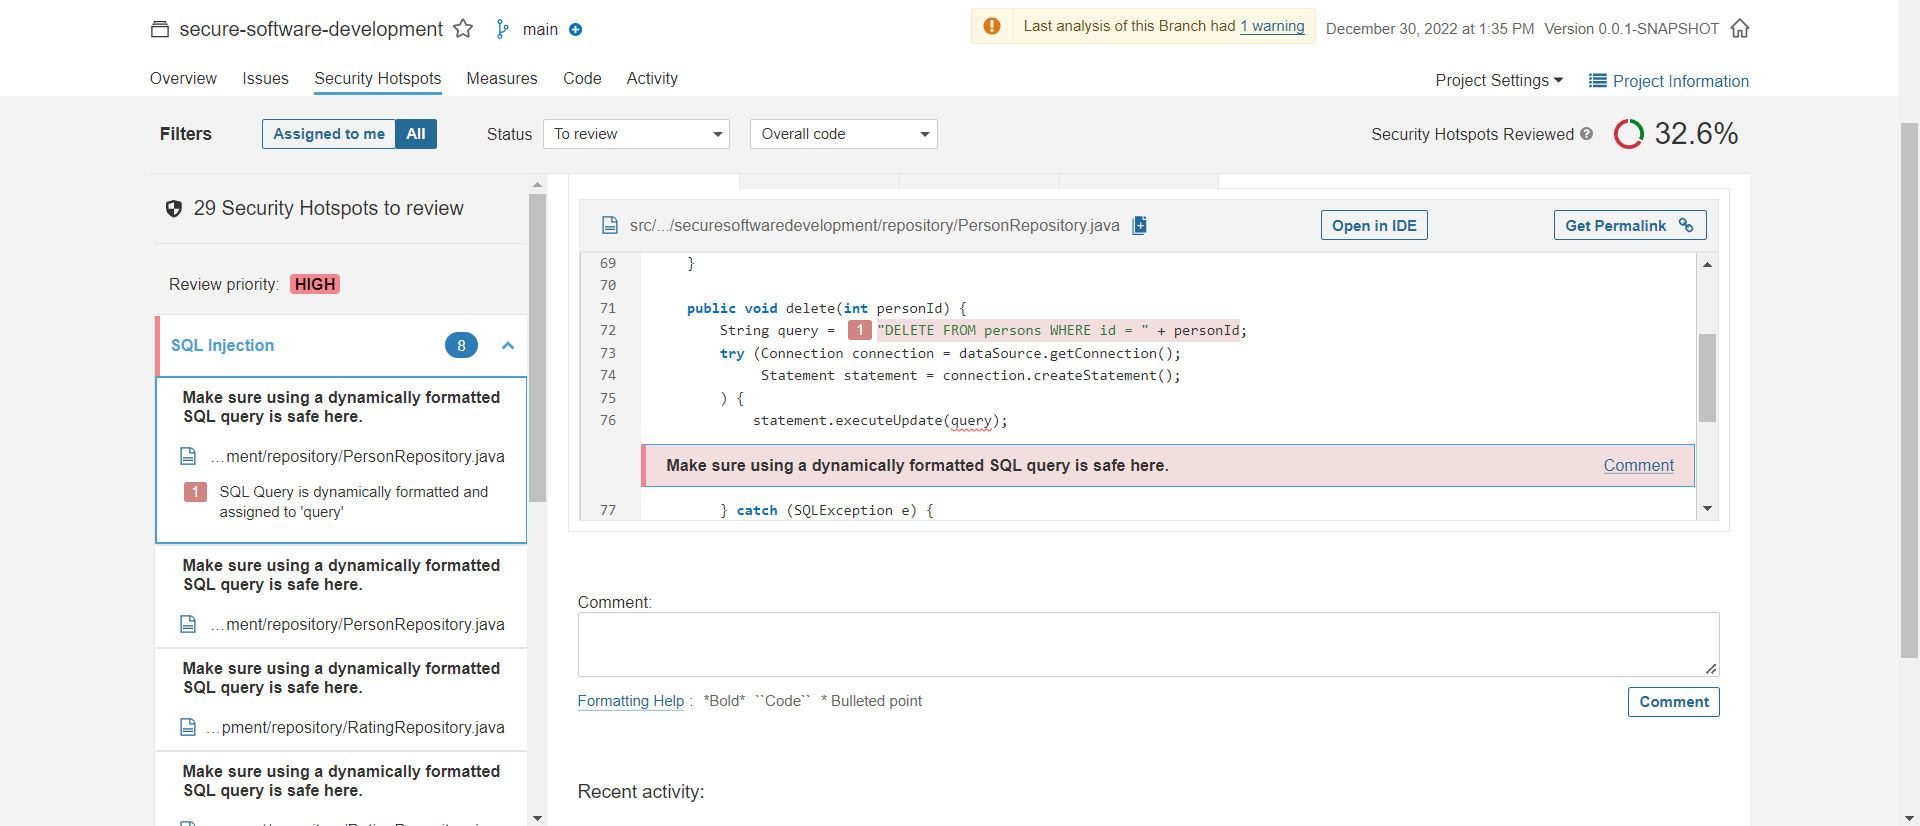 secure-software-development main
Last analysis of this Branch had 1 warning December 30, 2022 at 1:35 PM Version 0.0.1-SNAPSHOT
Overview Issues Security Hotspots Measures Code Activity
Project Settings Project Information
Filters Assigned to me All Status To review Overall code Security Hotspots Reviewed 32.6%
29 Security Hotspots to review
Review priority: HIGH
SQL Injection 8
Make sure using a dynamically formatted
SQL query is safe here.
...ment/repository/PersonRepository.java
1 SQL Query is dynamically formatted and
assigned to 'query'
Make sure using a dynamically formatted
SQL query is safe here.
...ment/repository/PersonRepository.java
Make sure using a dynamically formatted
SQL query is safe here.
...pment/repository/RatingRepository.java
Make sure using a dynamically formatted
SQL query is safe here.
src/.../securesoftwaredevelopment/repository/PersonRepository.java Open in IDE Get Permalink
69 }
70
71 public void delete(int personId) {
72 String query = 1 "DELETE FROM persons WHERE id = " + personId;
73 try (Connection connection = dataSource.getConnection();
74 Statement statement = connection.createStatement();
75 ) {
76 statement.executeUpdate(query);
Make sure using a dynamically formatted SQL query is safe here. Comment
77 } catch (SQLException e) {
Comment:
Formatting Help : *Bold* ``Code`` * Bulleted point Comment
Recent activity: